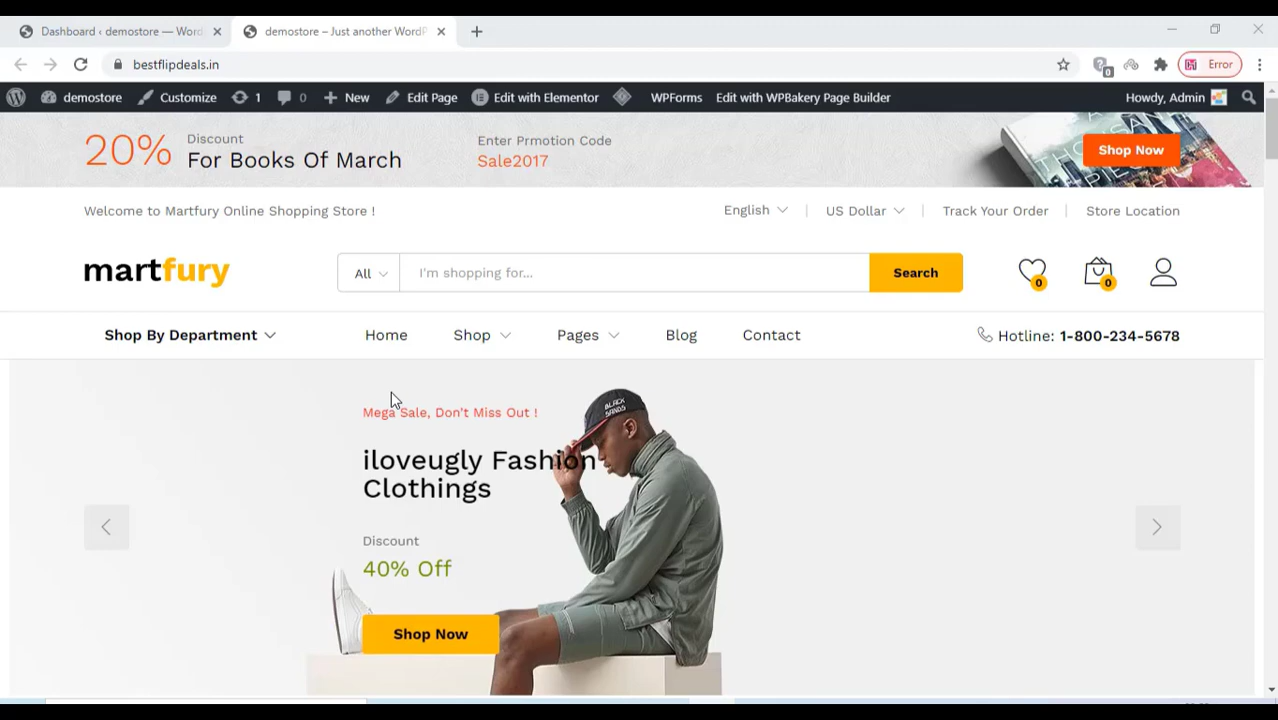 Dashboard ‹ demostore — Word
demostore – Just another WordP
bestflipdeals.in
0
Error
demostore
Customize
1
0
New
Edit Page
Edit with Elementor
WPForms
Edit with WPBakery Page Builder
Howdy, Admin
20%
Discount
For Books Of March
Enter Prmotion Code
Sale2017
Shop Now
Welcome to Martfury Online Shopping Store !
English
US Dollar
Track Your Order
Store Location
martfury
All
I'm shopping for...
Search
0
0
Shop By Department
Home
Shop
Pages
Blog
Contact
Hotline: 1-800-234-5678
BLACK
SANDS
Mega Sale, Don't Miss Out !
iloveugly Fashion
Clothings
Discount
40% Off
Shop Now